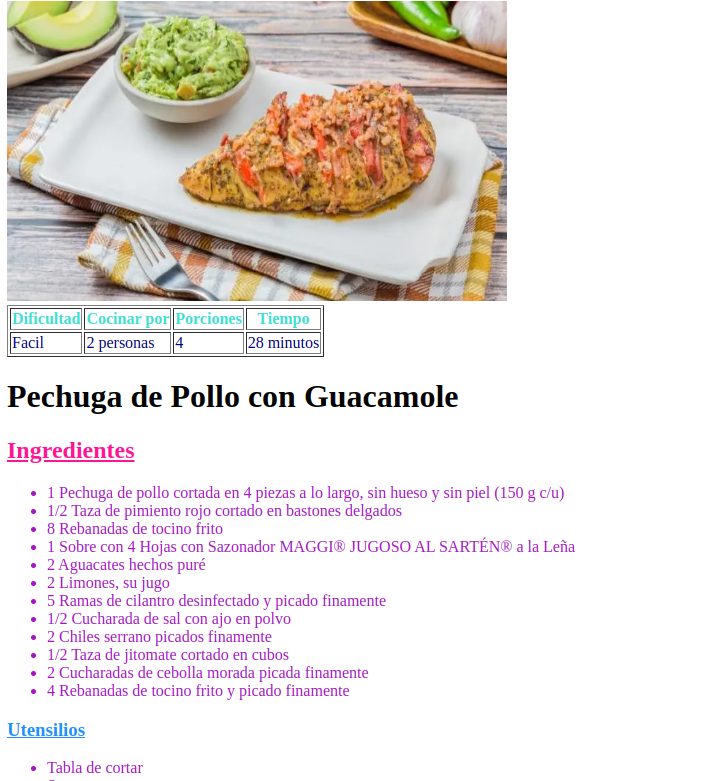 Dificultad Cocinar por Porciones Tiempo
Facil 2 personas 4 28 minutos
Pechuga de Pollo con Guacamole
Ingredientes
1 Pechuga de pollo cortada en 4 piezas a lo largo, sin hueso y sin piel (150 g c/u)
1/2 Taza de pimiento rojo cortado en bastones delgados
8 Rebanadas de tocino frito
1 Sobre con 4 Hojas con Sazonador MAGGI® JUGOSO AL SARTÉN® a la Leña
2 Aguacates hechos puré
2 Limones, su jugo
5 Ramas de cilantro desinfectado y picado finamente
1/2 Cucharada de sal con ajo en polvo
2 Chiles serrano picados finamente
1/2 Taza de jitomate cortado en cubos
2 Cucharadas de cebolla morada picada finamente
4 Rebanadas de tocino frito y picado finamente
Utensilios
Tabla de cortar